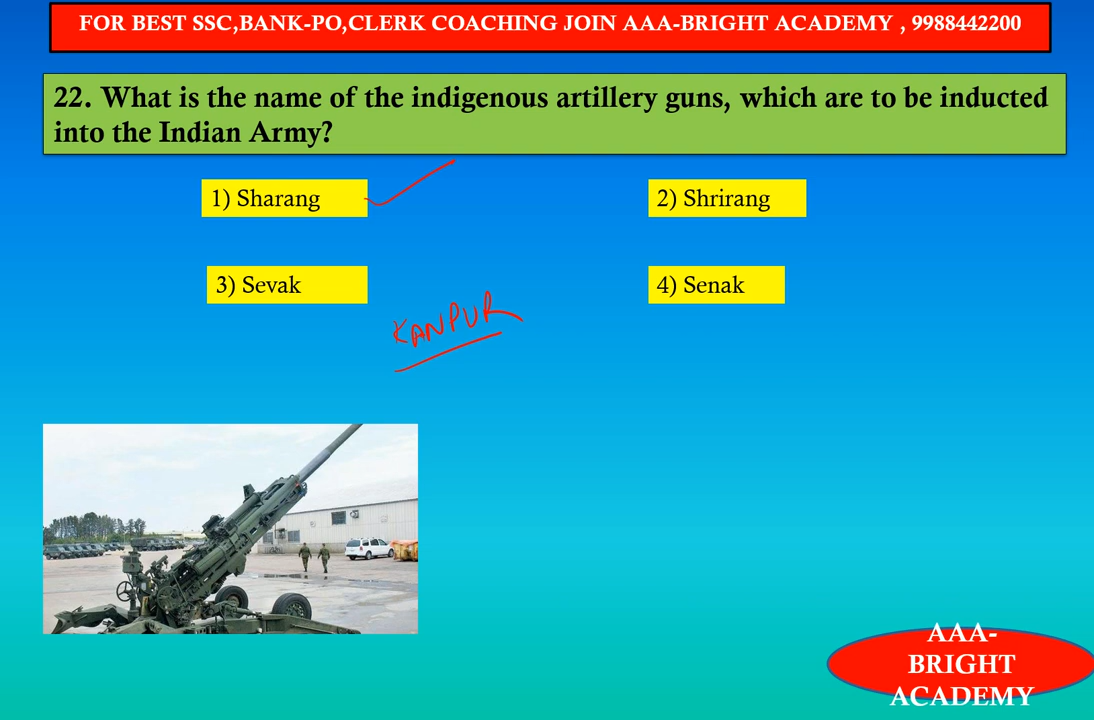 FOR BEST SSC,BANK-PO,CLERK COACHING JOIN AAA-BRIGHT ACADEMY , 9988442200
22. What is the name of the indigenous artillery guns, which are to be inducted
into the Indian Army?
1) Sharang
2) Shrirang
3) Sevak
4) Senak
KANPUR
AAA-
BRIGHT
ACADEMY